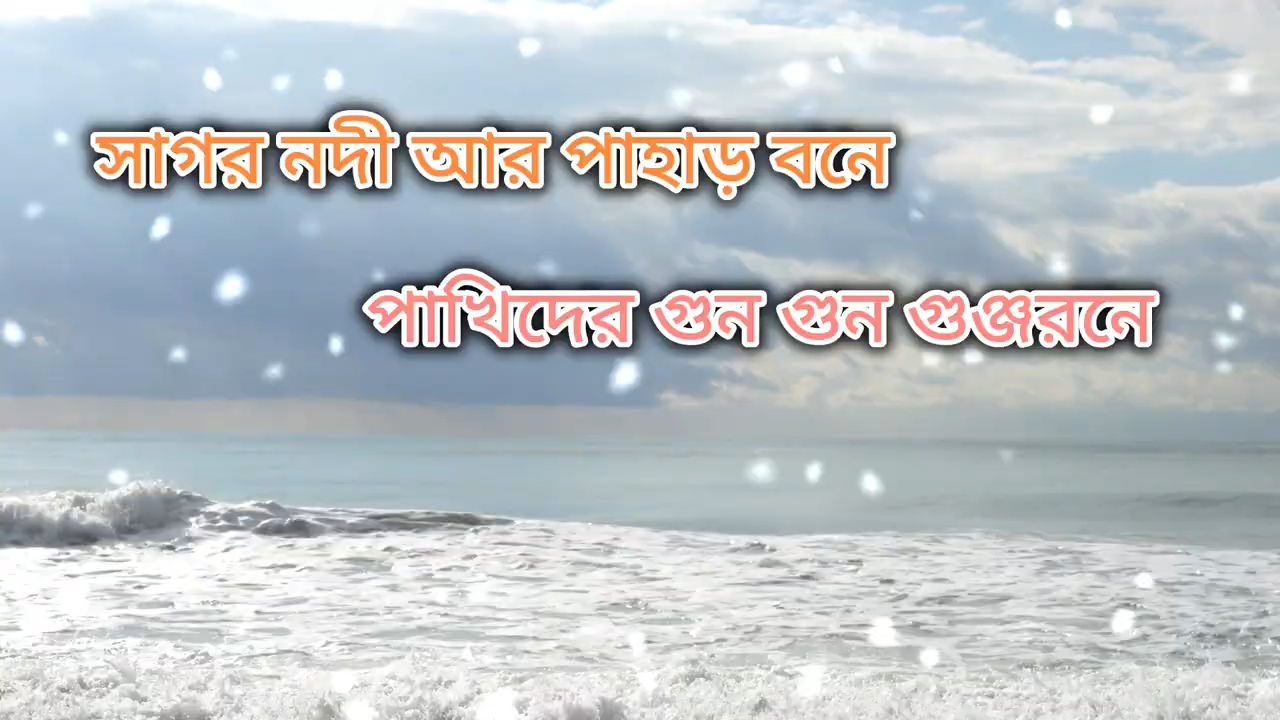 সাগর নদী আর পাহাড় বনে
পাখিদের গুন গুন গুঞ্জরনে